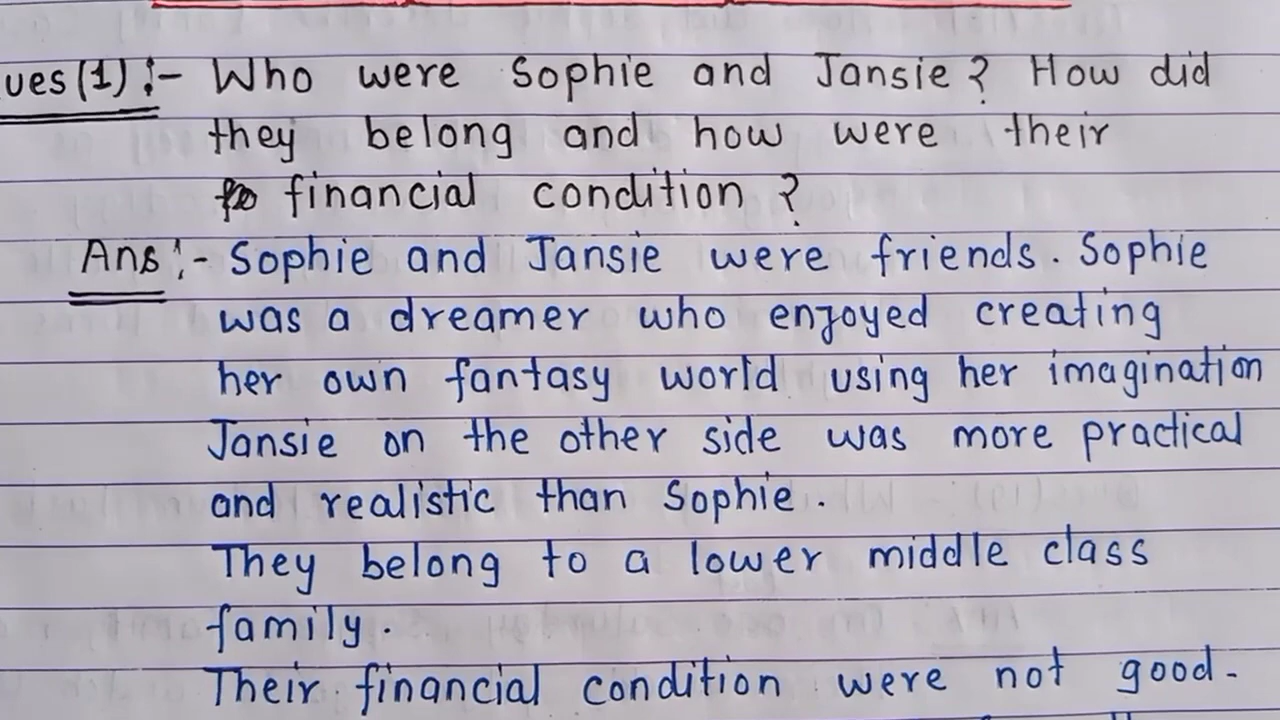 ues (1) :- Who were Sophie and Jansie? How did
they belong and how were their
financial condition ?
Ans :- Sophie and Jansie were friends. Sophie
was a dreamer who enjoyed creating
her own fantasy world using her imagination
Jansie on the other side was more practical
and realistic than Sophie.
They belong to a lower middle class
family.
Their financial condition were not good.